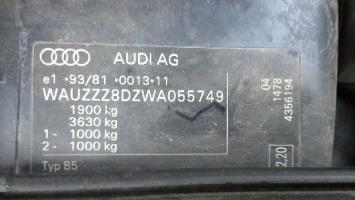 AUDI AG
e1 *93/81 *0013*11
WAUZZZ8DZWA055749
1900 kg
3630 kg
1- 1000 kg
2- 1000 kg
Typ B5
04
1478
4356194
2,20